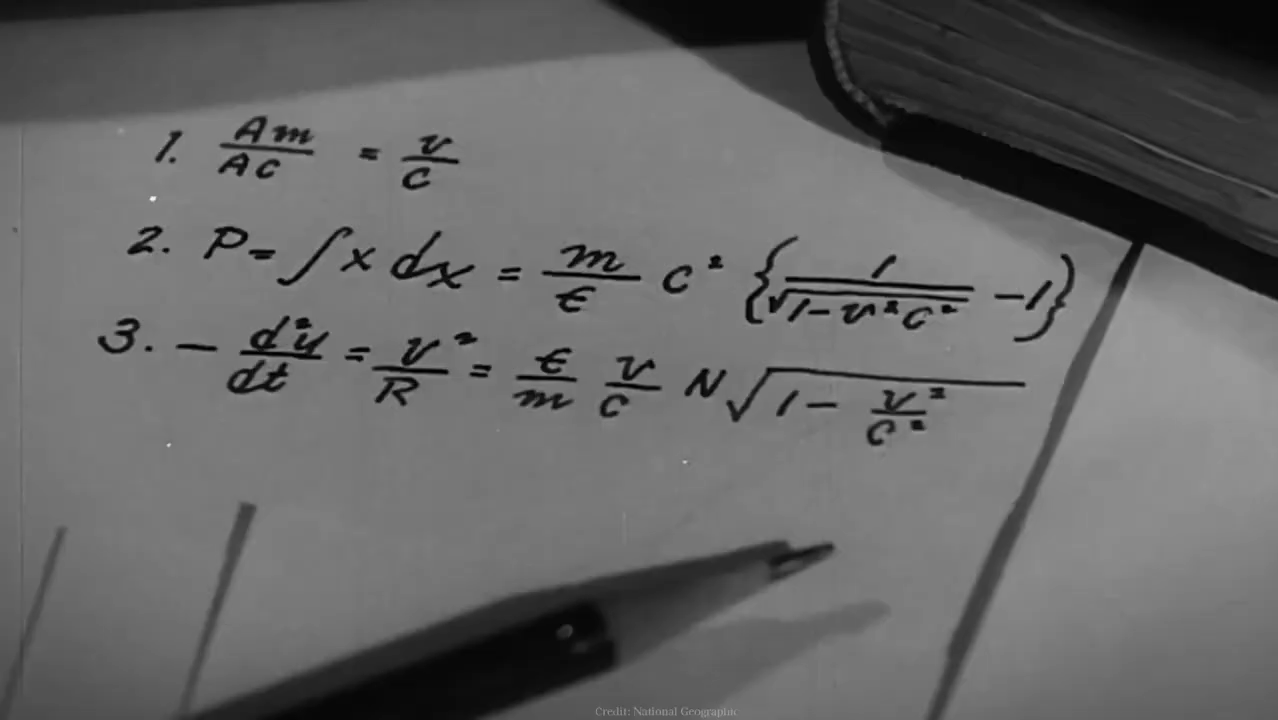 1. Am/Ac = v/c
2. P = ∫x dx = m/ϵ c² {1/√1-v²c² -1}
3. - d²y/dt = v²/R = ϵ/m v/c N√1 - v²/c²
Credit: National Geographic